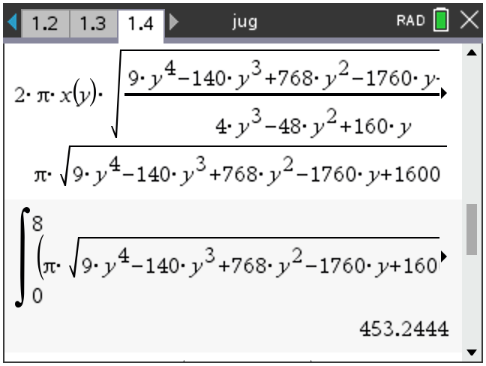 1.2 1.3 1.4 jug RAD
2·π·x(y)·√((9·y⁴−140·y³+768·y²−1760·y·
4·y³−48·y²+160·y
π·√(9·y⁴−140·y³+768·y²−1760·y+1600
8
∫(π·√(9·y⁴−140·y³+768·y²−1760·y+160
0
453.2444